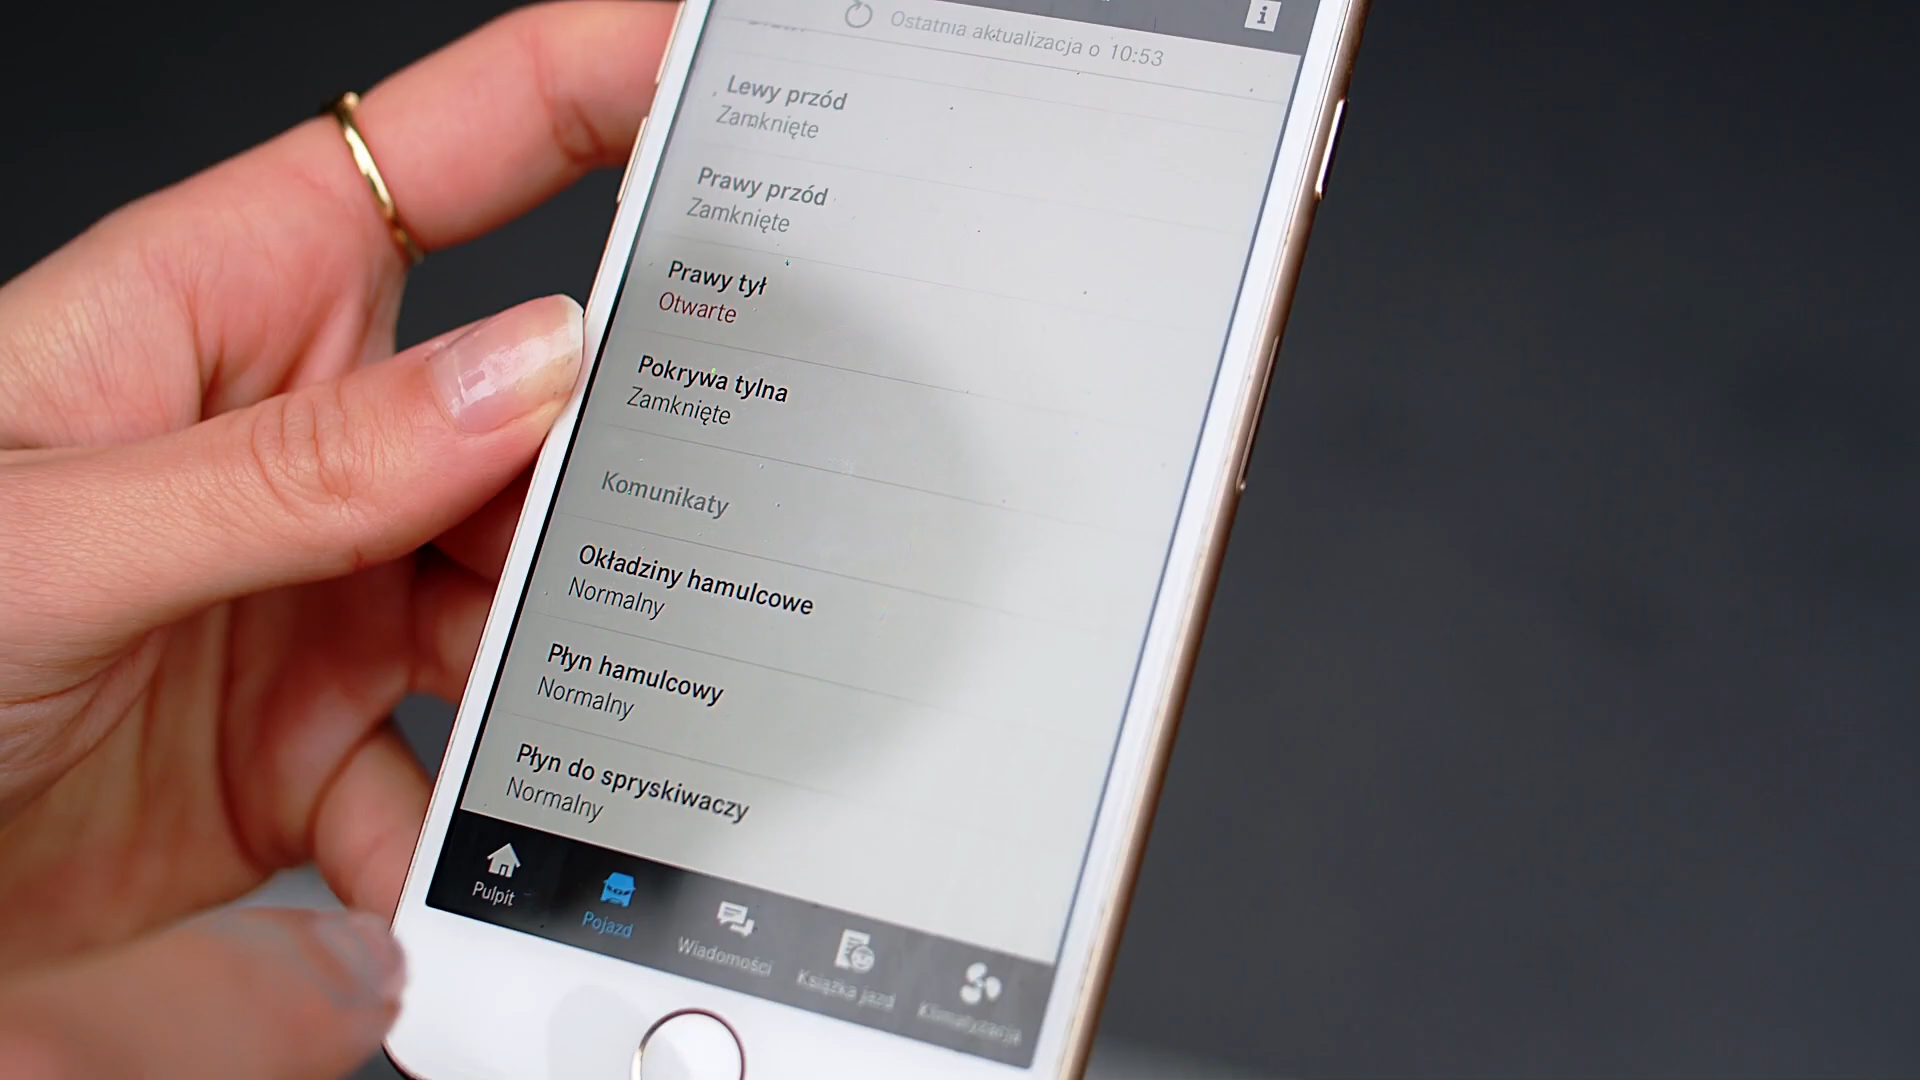 Ostatnia aktualizacja o 10:53
Lewy przód
Zamknięte
Prawy przód
Zamknięte
Prawy tył
Otwarte
Pokrywa tylna
Zamknięte
Komunikaty
Okładziny hamulcowe
Normalny
Płyn hamulcowy
Normalny
Płyn do spryskiwaczy
Normalny
Pulpit
Pojazd
Wiadomości
Książka jazd
Klimatyzacja